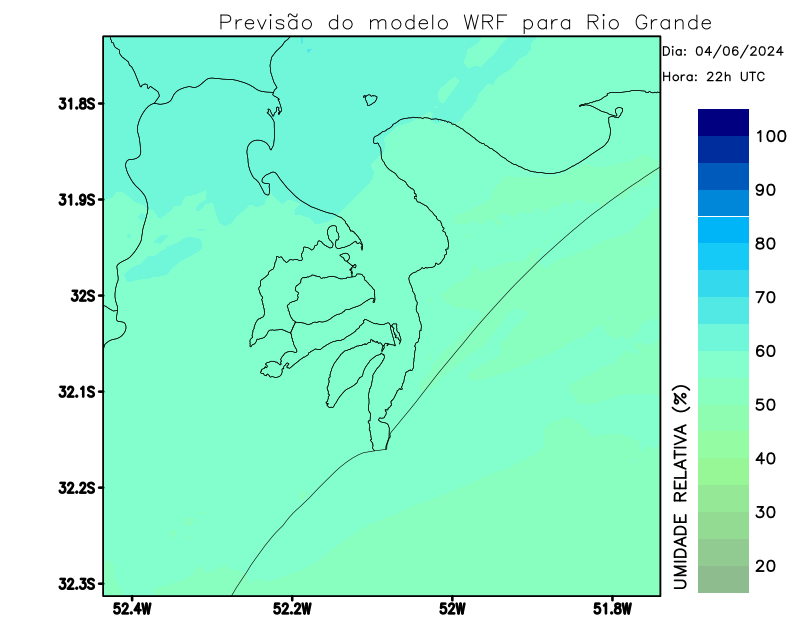 Previsão do modelo WRF para Rio Grande
Dia: 04/06/2024
Hora: 22h UTC
31.8S
31.9S
32S
32.1S
32.2S
32.3S
52.4W
52.2W
52W
51.8W
100
90
80
70
60
50
40
30
20
UMIDADE RELATIVA (%)